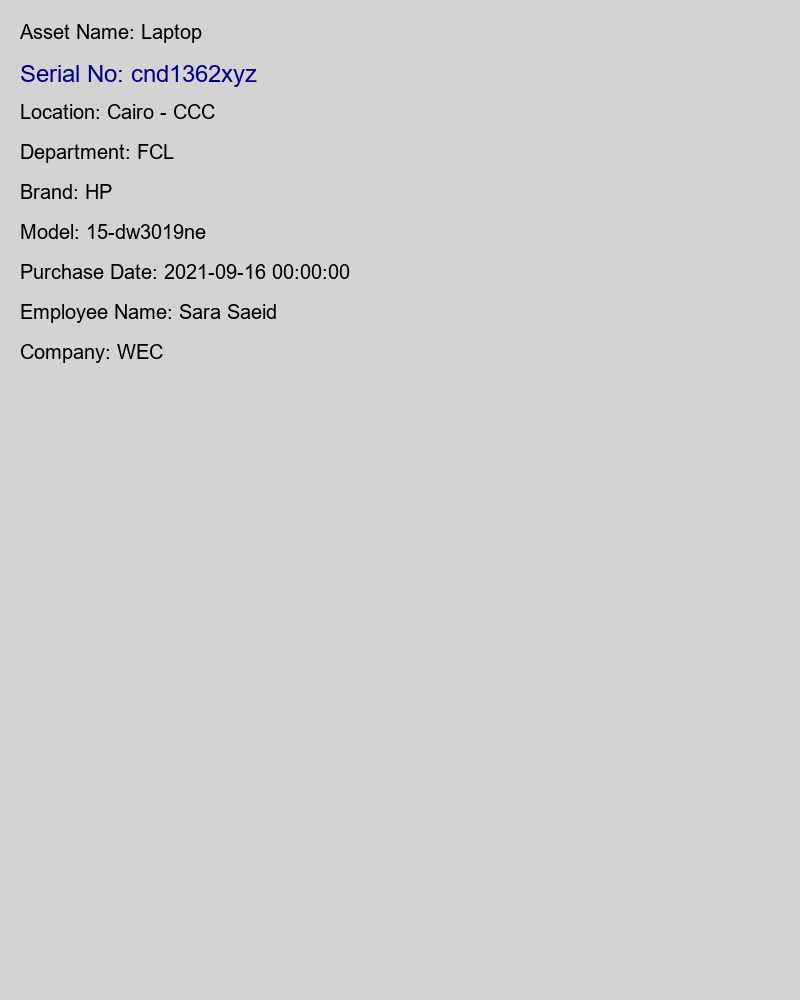 Asset Name: Laptop
Serial No: cnd1362xyz
Location: Cairo - CCC
Department: FCL
Brand: HP
Model: 15-dw3019ne
Purchase Date: 2021-09-16 00:00:00
Employee Name: Sara Saeid
Company: WEC